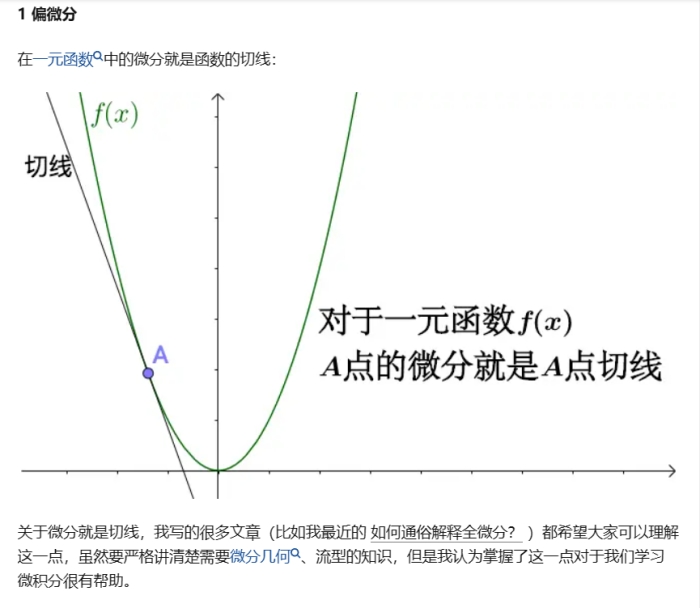 1 偏微分
在一元函数中的微分就是函数的切线：
f(x)
切线
A
对于一元函数f(x)
A点的微分就是A点切线
关于微分就是切线，我写的很多文章（比如我最近的 如何通俗解释全微分？ ）都希望大家可以理解
这一点，虽然要严格讲清楚需要微分几何、流型的知识，但是我认为掌握了这一点对于我们学习
微积分很有帮助。